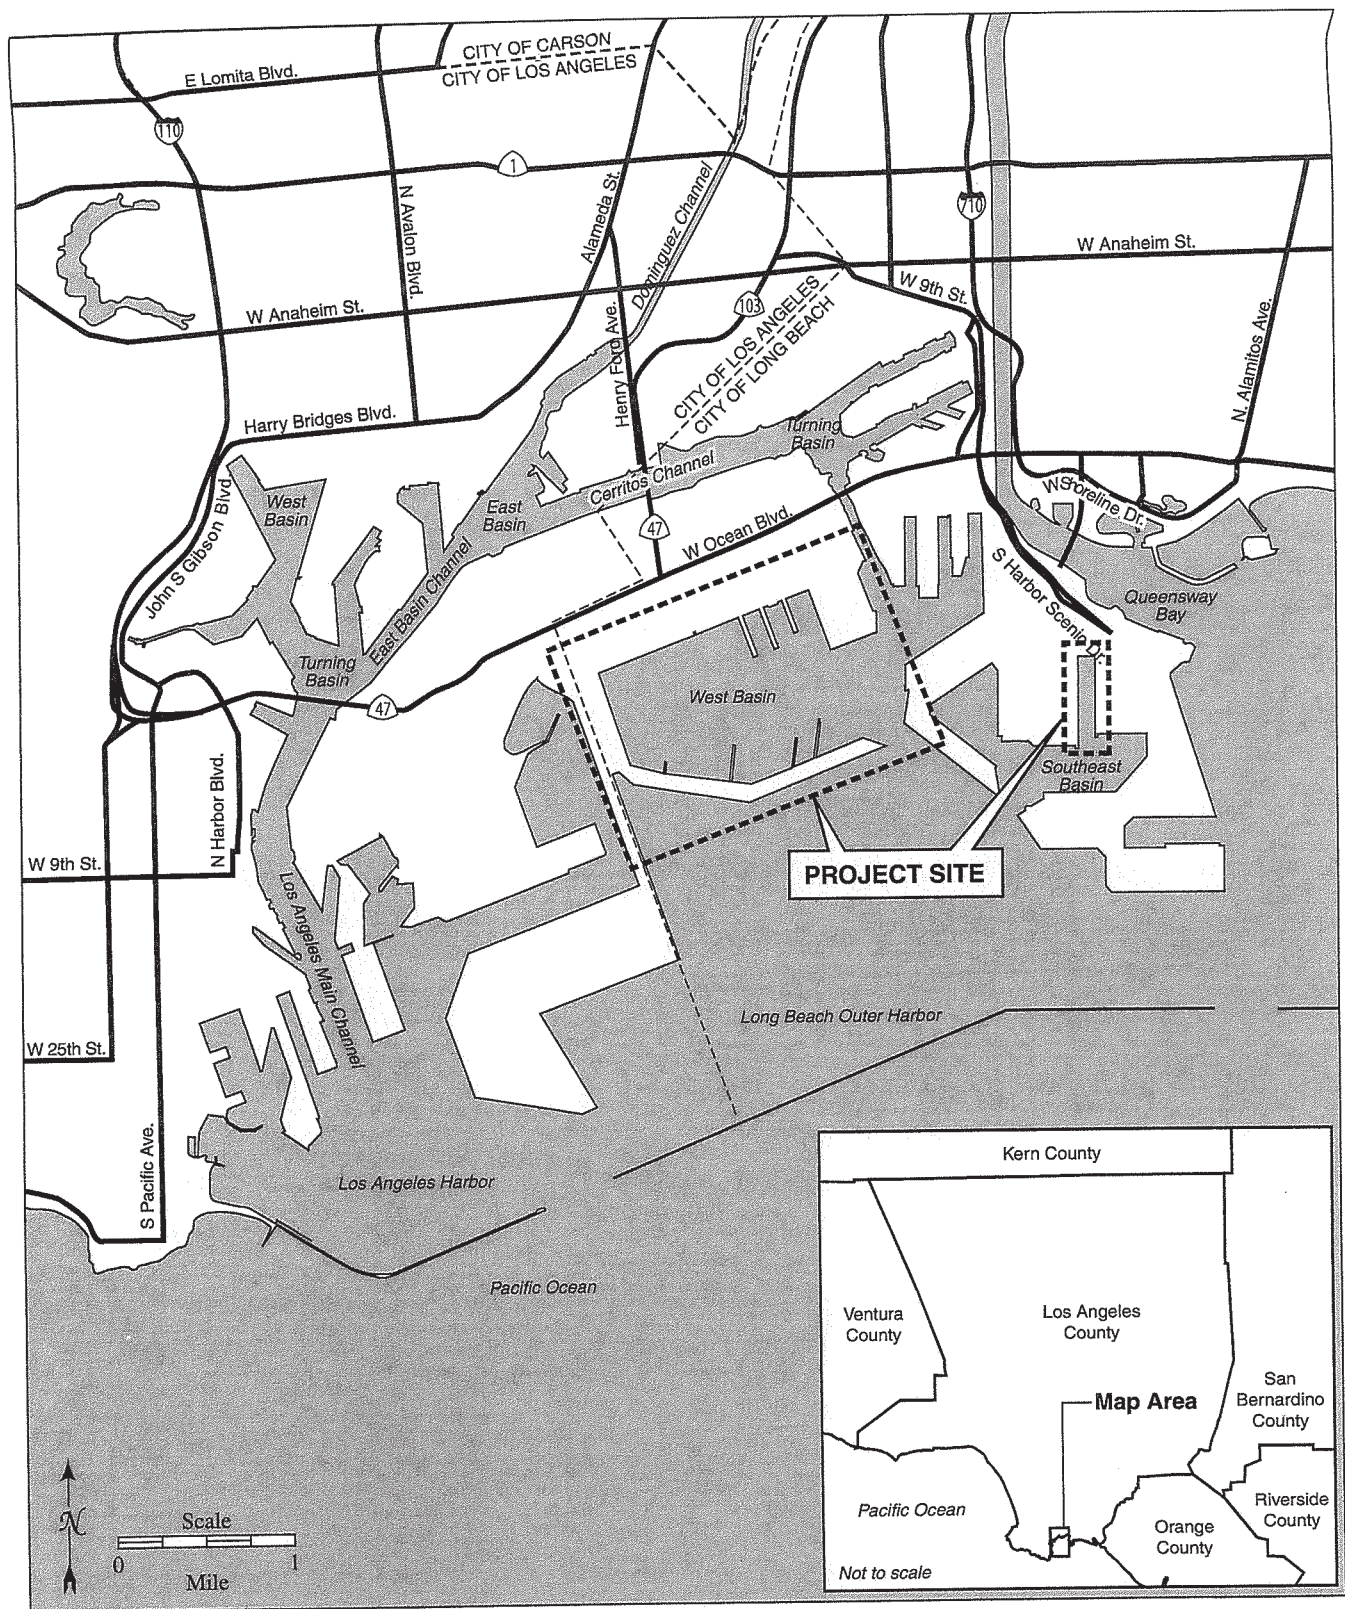 CITY OF CARSON
CITY OF LOS ANGELES
E Lomita Blvd.
110
1
N Avalon Blvd.
Alameda St.
Dominguez Channel
710
W Anaheim St.
W Anaheim St.
W 9th St.
103
Henry Ford Ave.
CITY OF LOS ANGELES
CITY OF LONG BEACH
N. Alamitos Ave.
Harry Bridges Blvd.
Turning
Basin
Cerritos Channel
West
Basin
East
Basin
47
W Ocean Blvd.
W Shoreline Dr.
John S Gibson Blvd.
East Basin Channel
S Harbor Scenic Dr.
Queensway
Bay
Turning
Basin
47
West Basin
N Harbor Blvd.
Southeast
Basin
W 9th St.
PROJECT SITE
Los Angeles Main Channel
Long Beach Outer Harbor
W 25th St.
S Pacific Ave.
Los Angeles Harbor
Pacific Ocean
Kern County
Ventura
County
Los Angeles
County
San
Bernardino
County
Map Area
Pacific Ocean
Riverside
County
Orange
County
Not to scale
N
Scale
0 1
Mile